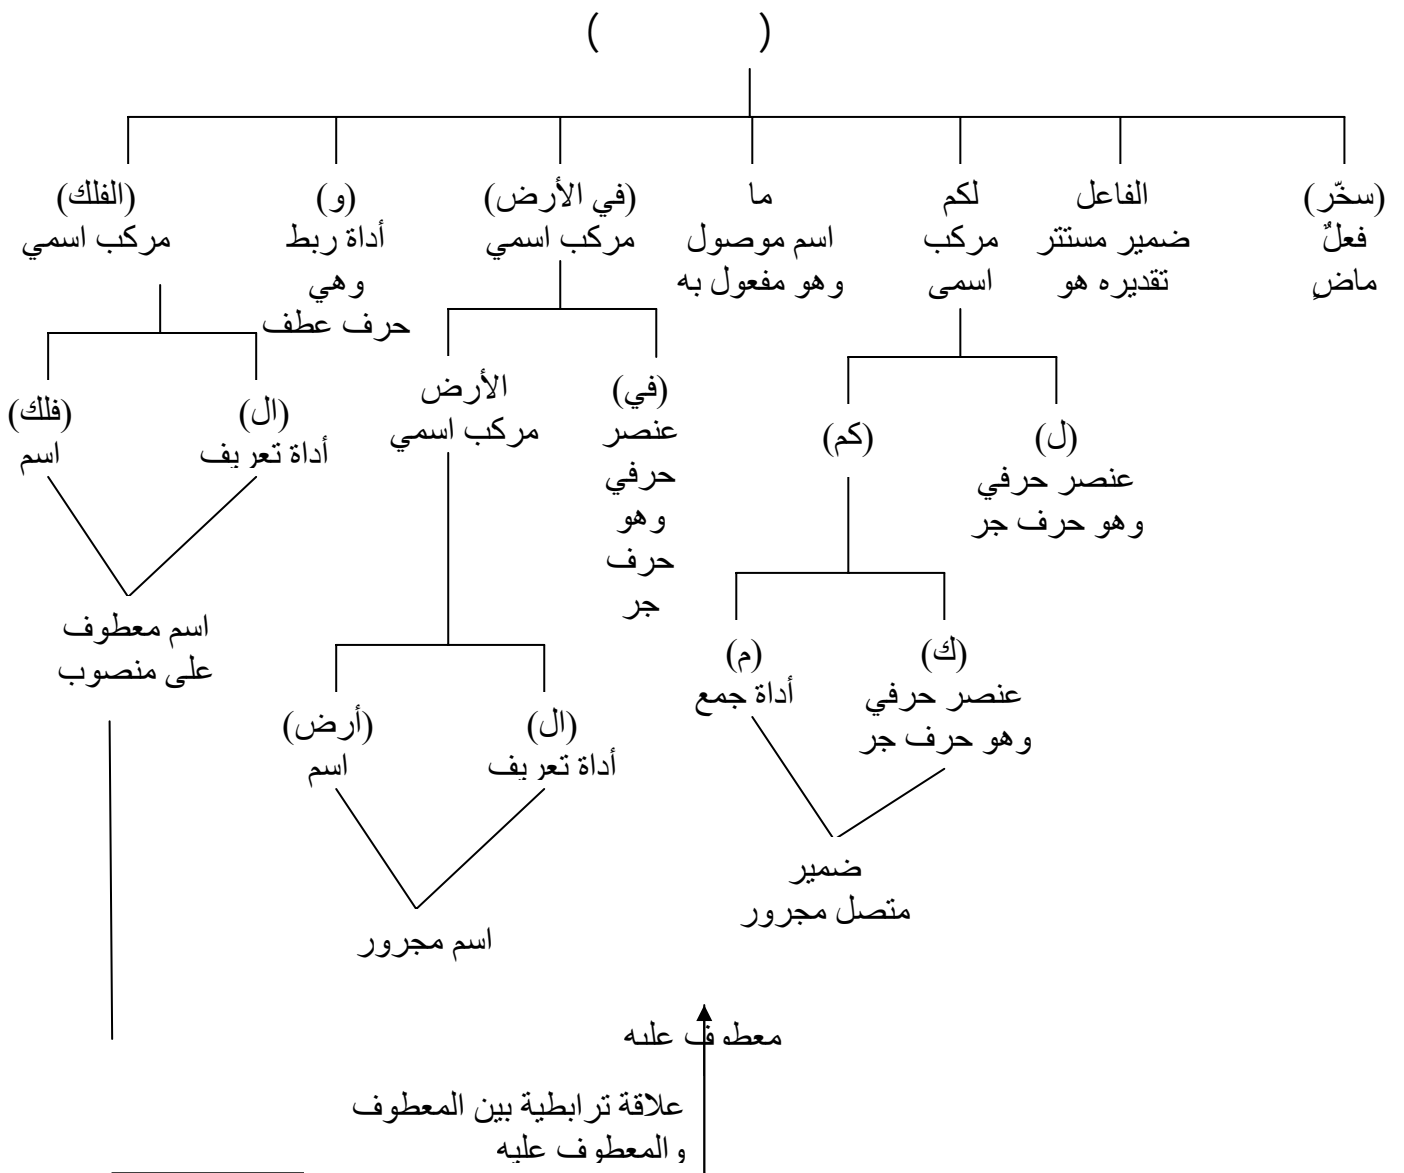 (            )
(سخّر)
فعلٌ
ماضٍ
الفاعل
ضمير مستتر
تقديره هو
لكم
مركب
اسمى
ما
اسم موصول
وهو مفعول به
(في الأرض)
مركب اسمي
(و)
أداة ربط
وهي
حرف عطف
(الفلك)
مركب اسمي
(ل)
عنصر حرفي
وهو حرف جر
(كم)
(في)
عنصر
حرفي
وهو
حرف
جر
الأرض
مركب اسمي
(ال)
أداة تعريف
(فلك)
اسم
اسم معطوف
على منصوب
(ك)
عنصر حرفي
وهو حرف جر
(م)
أداة جمع
(ال)
أداة تعريف
(أرض)
اسم
ضمير
متصل مجرور
اسم مجرور
معطوف عليه
علاقة ترابطية بين المعطوف
والمعطوف عليه